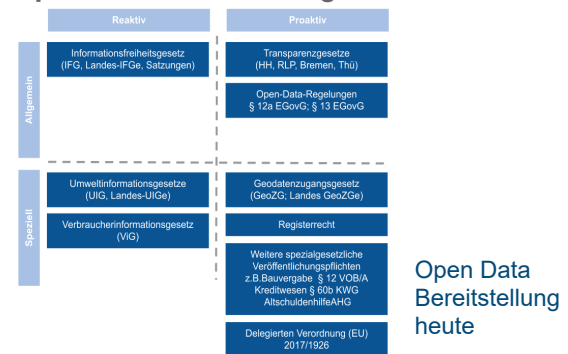 Reaktiv
Proaktiv
Allgemein
Informationsfreiheitsgesetz
(IFG, Landes-IFGe, Satzungen)
Transparenzgesetze
(HH, RLP, Bremen, Thü)
Open-Data-Regelungen
§ 12a EGovG; § 13 EGovG
Speziell
Umweltinformationsgesetze
(UIG, Landes-UIGe)
Verbraucherinformationsgesetz
(ViG)
Geodatenzugangsgesetz
(GeoZG; Landes GeoZGe)
Registerrecht
Weitere spezialgesetzliche
Veröffentlichungspflichten
z.B.Bauvergabe § 12 VOB/A
Kreditwesen § 60b KWG
AltschuldenhilfeAHG
Delegierten Verordnung (EU)
2017/1926
Open Data
Bereitstellung
heute